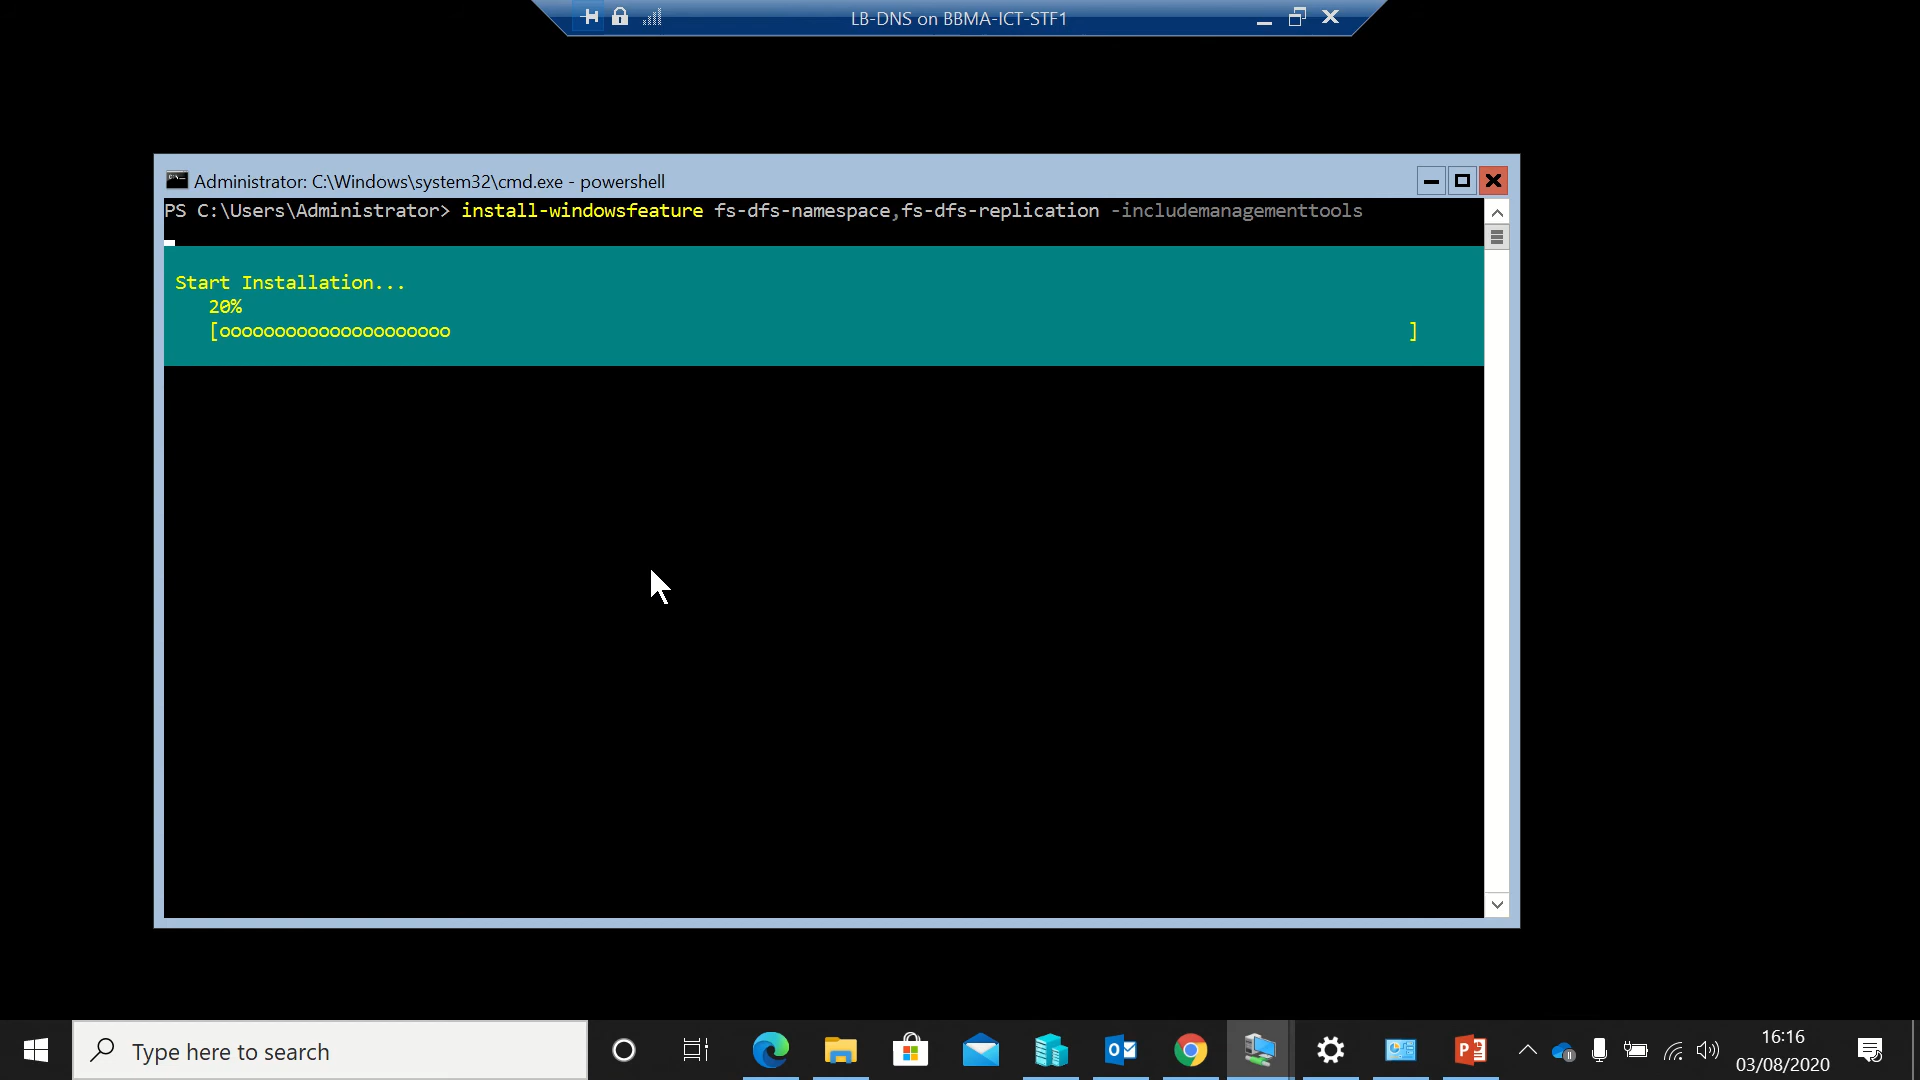 LB-DNS on BBMA-ICT-STF1
Administrator: C:\Windows\system32\cmd.exe - powershell
PS C:\Users\Administrator> install-windowsfeature fs-dfs-namespace,fs-dfs-replication -includemanagementtools
Start Installation...
20%
[ooooooooooooooooooooo ]
Type here to search
16:16
03/08/2020